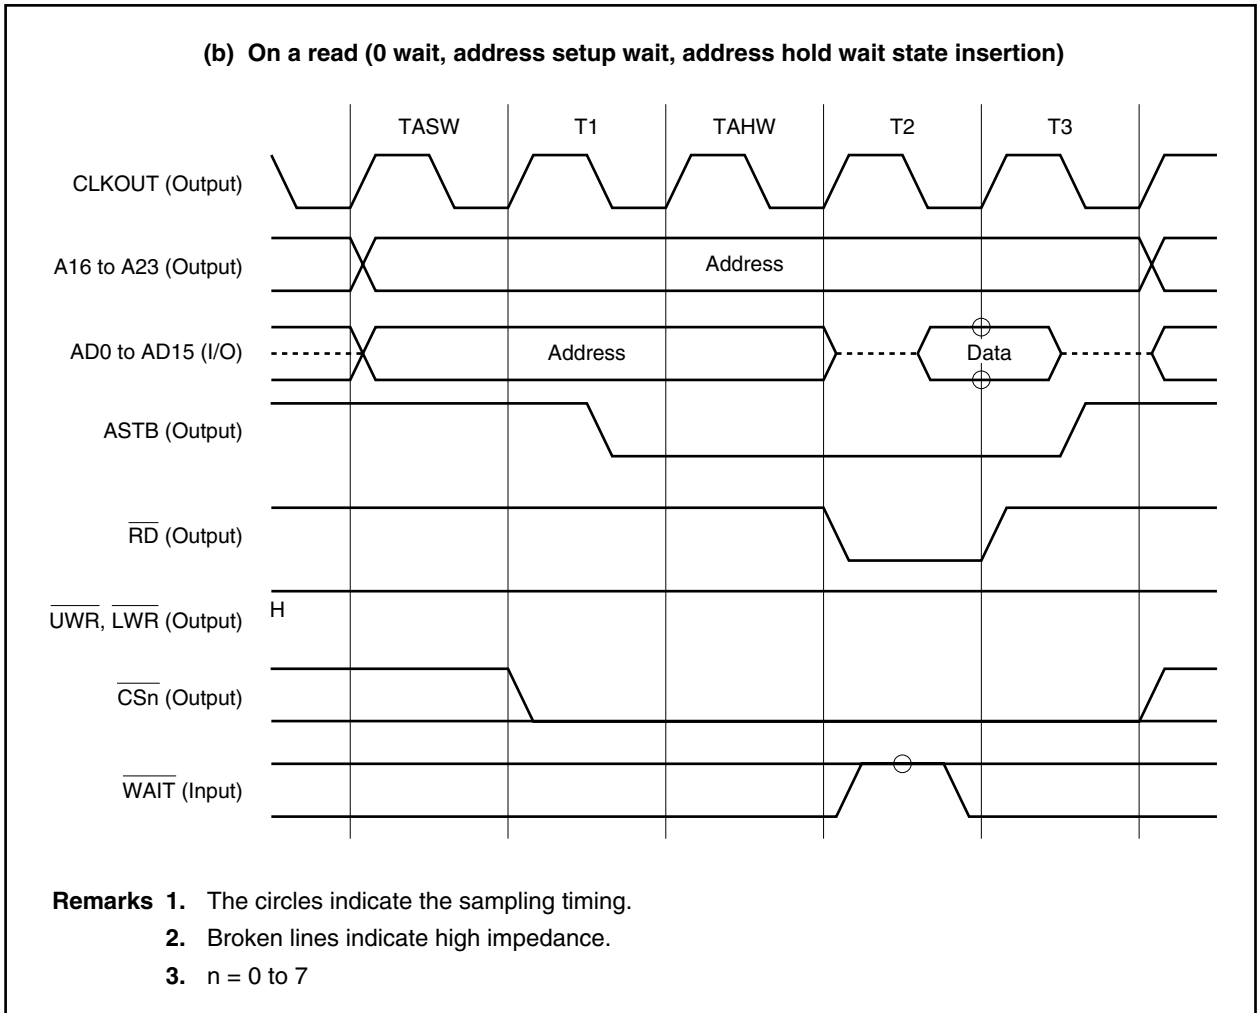 (b) On a read (0 wait, address setup wait, address hold wait state insertion)
TASW T1 TAHW T2 T3
CLKOUT (Output)
A16 to A23 (Output) Address
AD0 to AD15 (I/O) Address Data
ASTB (Output)
RD (Output)
UWR, LWR (Output) H
CSn (Output)
WAIT (Input)
Remarks 1. The circles indicate the sampling timing.
2. Broken lines indicate high impedance.
3. n = 0 to 7